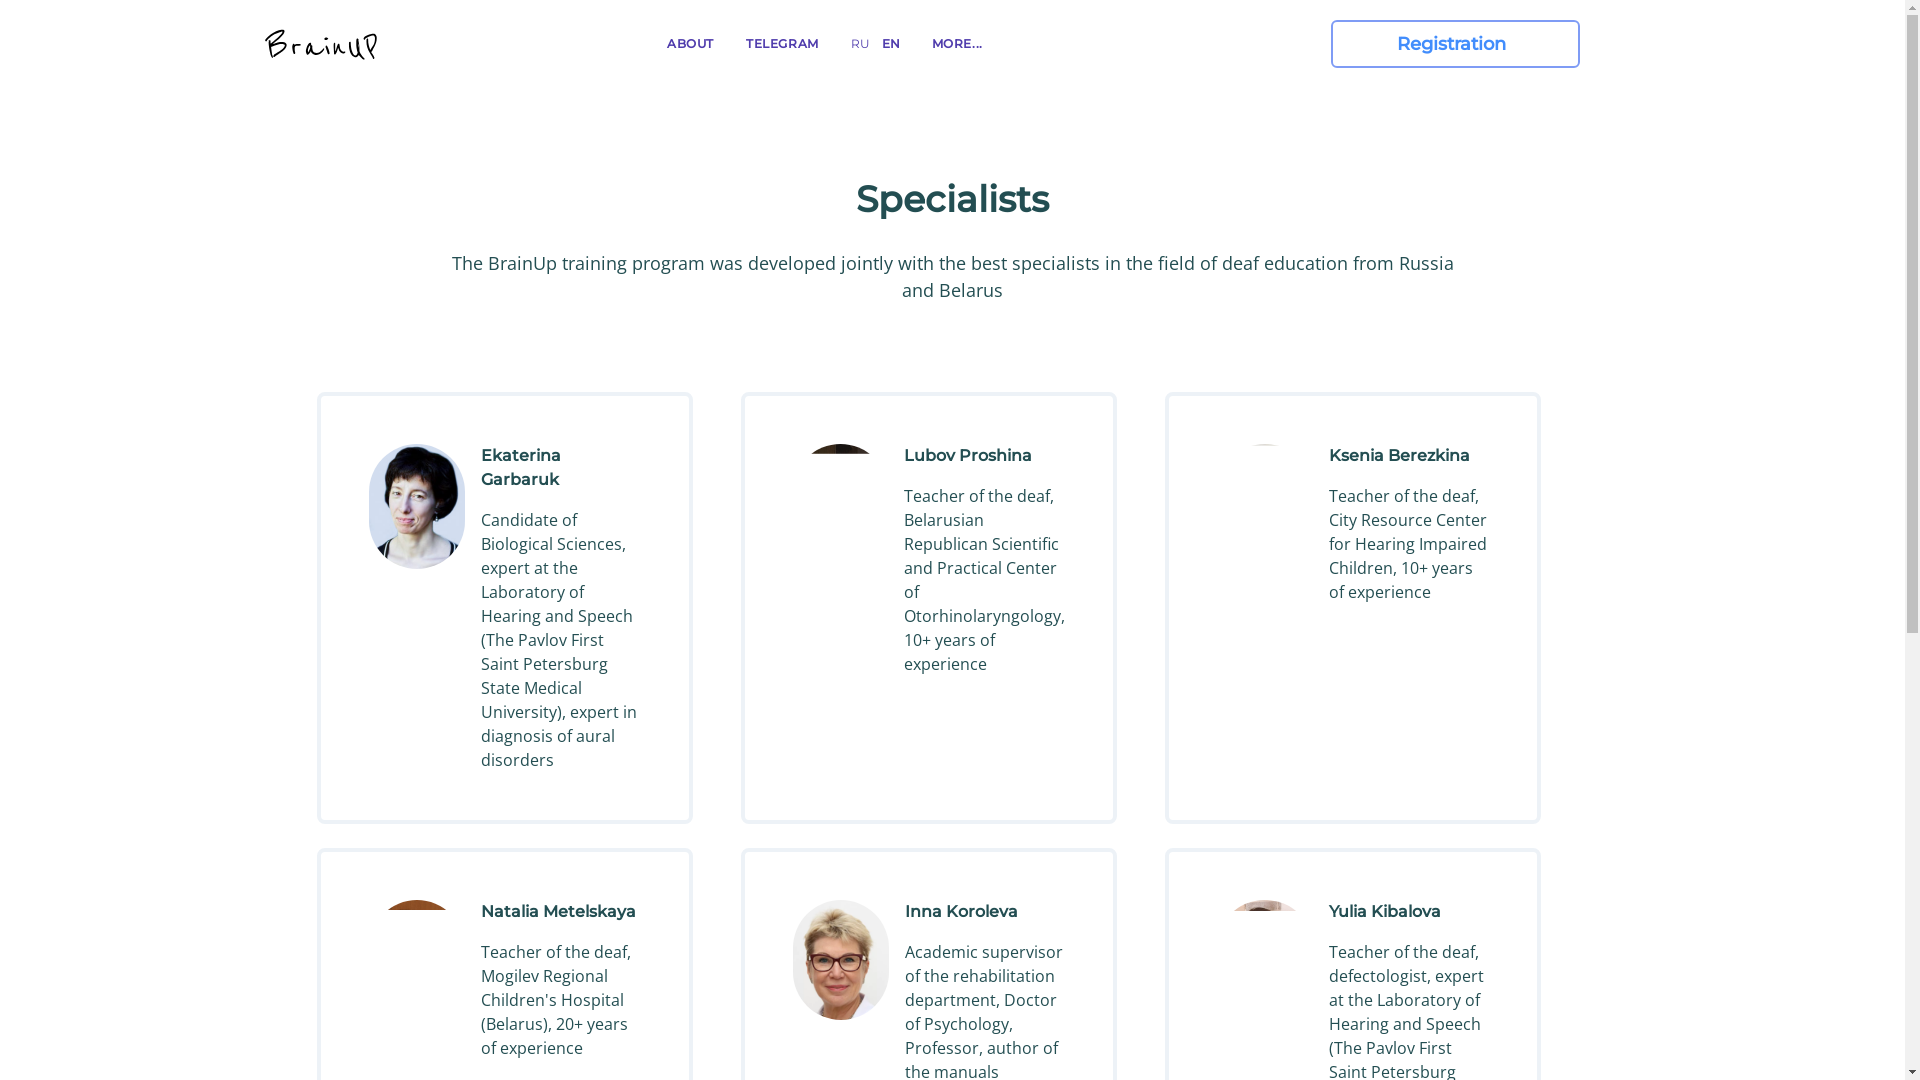 BrainUP
ABOUT
TELEGRAM
RU
EN
MORE...
Registration
Specialists
The BrainUp training program was developed jointly with the best specialists in the field of deaf education from Russia
and Belarus
Ekaterina
Garbaruk
Candidate of
Biological Sciences,
expert at the
Laboratory of
Hearing and Speech
(The Pavlov First
Saint Petersburg
State Medical
University), expert in
diagnosis of aural
disorders
Lubov Proshina
Teacher of the deaf,
Belarusian
Republican Scientific
and Practical Center
of
Otorhinolaryngology,
10+ years of
experience
Ksenia Berezkina
Teacher of the deaf,
City Resource Center
for Hearing Impaired
Children, 10+ years
of experience
Natalia Metelskaya
Teacher of the deaf,
Mogilev Regional
Children's Hospital
(Belarus), 20+ years
of experience
Inna Koroleva
Academic supervisor
of the rehabilitation
department, Doctor
of Psychology,
Professor, author of
the manuals
Yulia Kibalova
Teacher of the deaf,
defectologist, expert
at the Laboratory of
Hearing and Speech
(The Pavlov First
Saint Petersburg